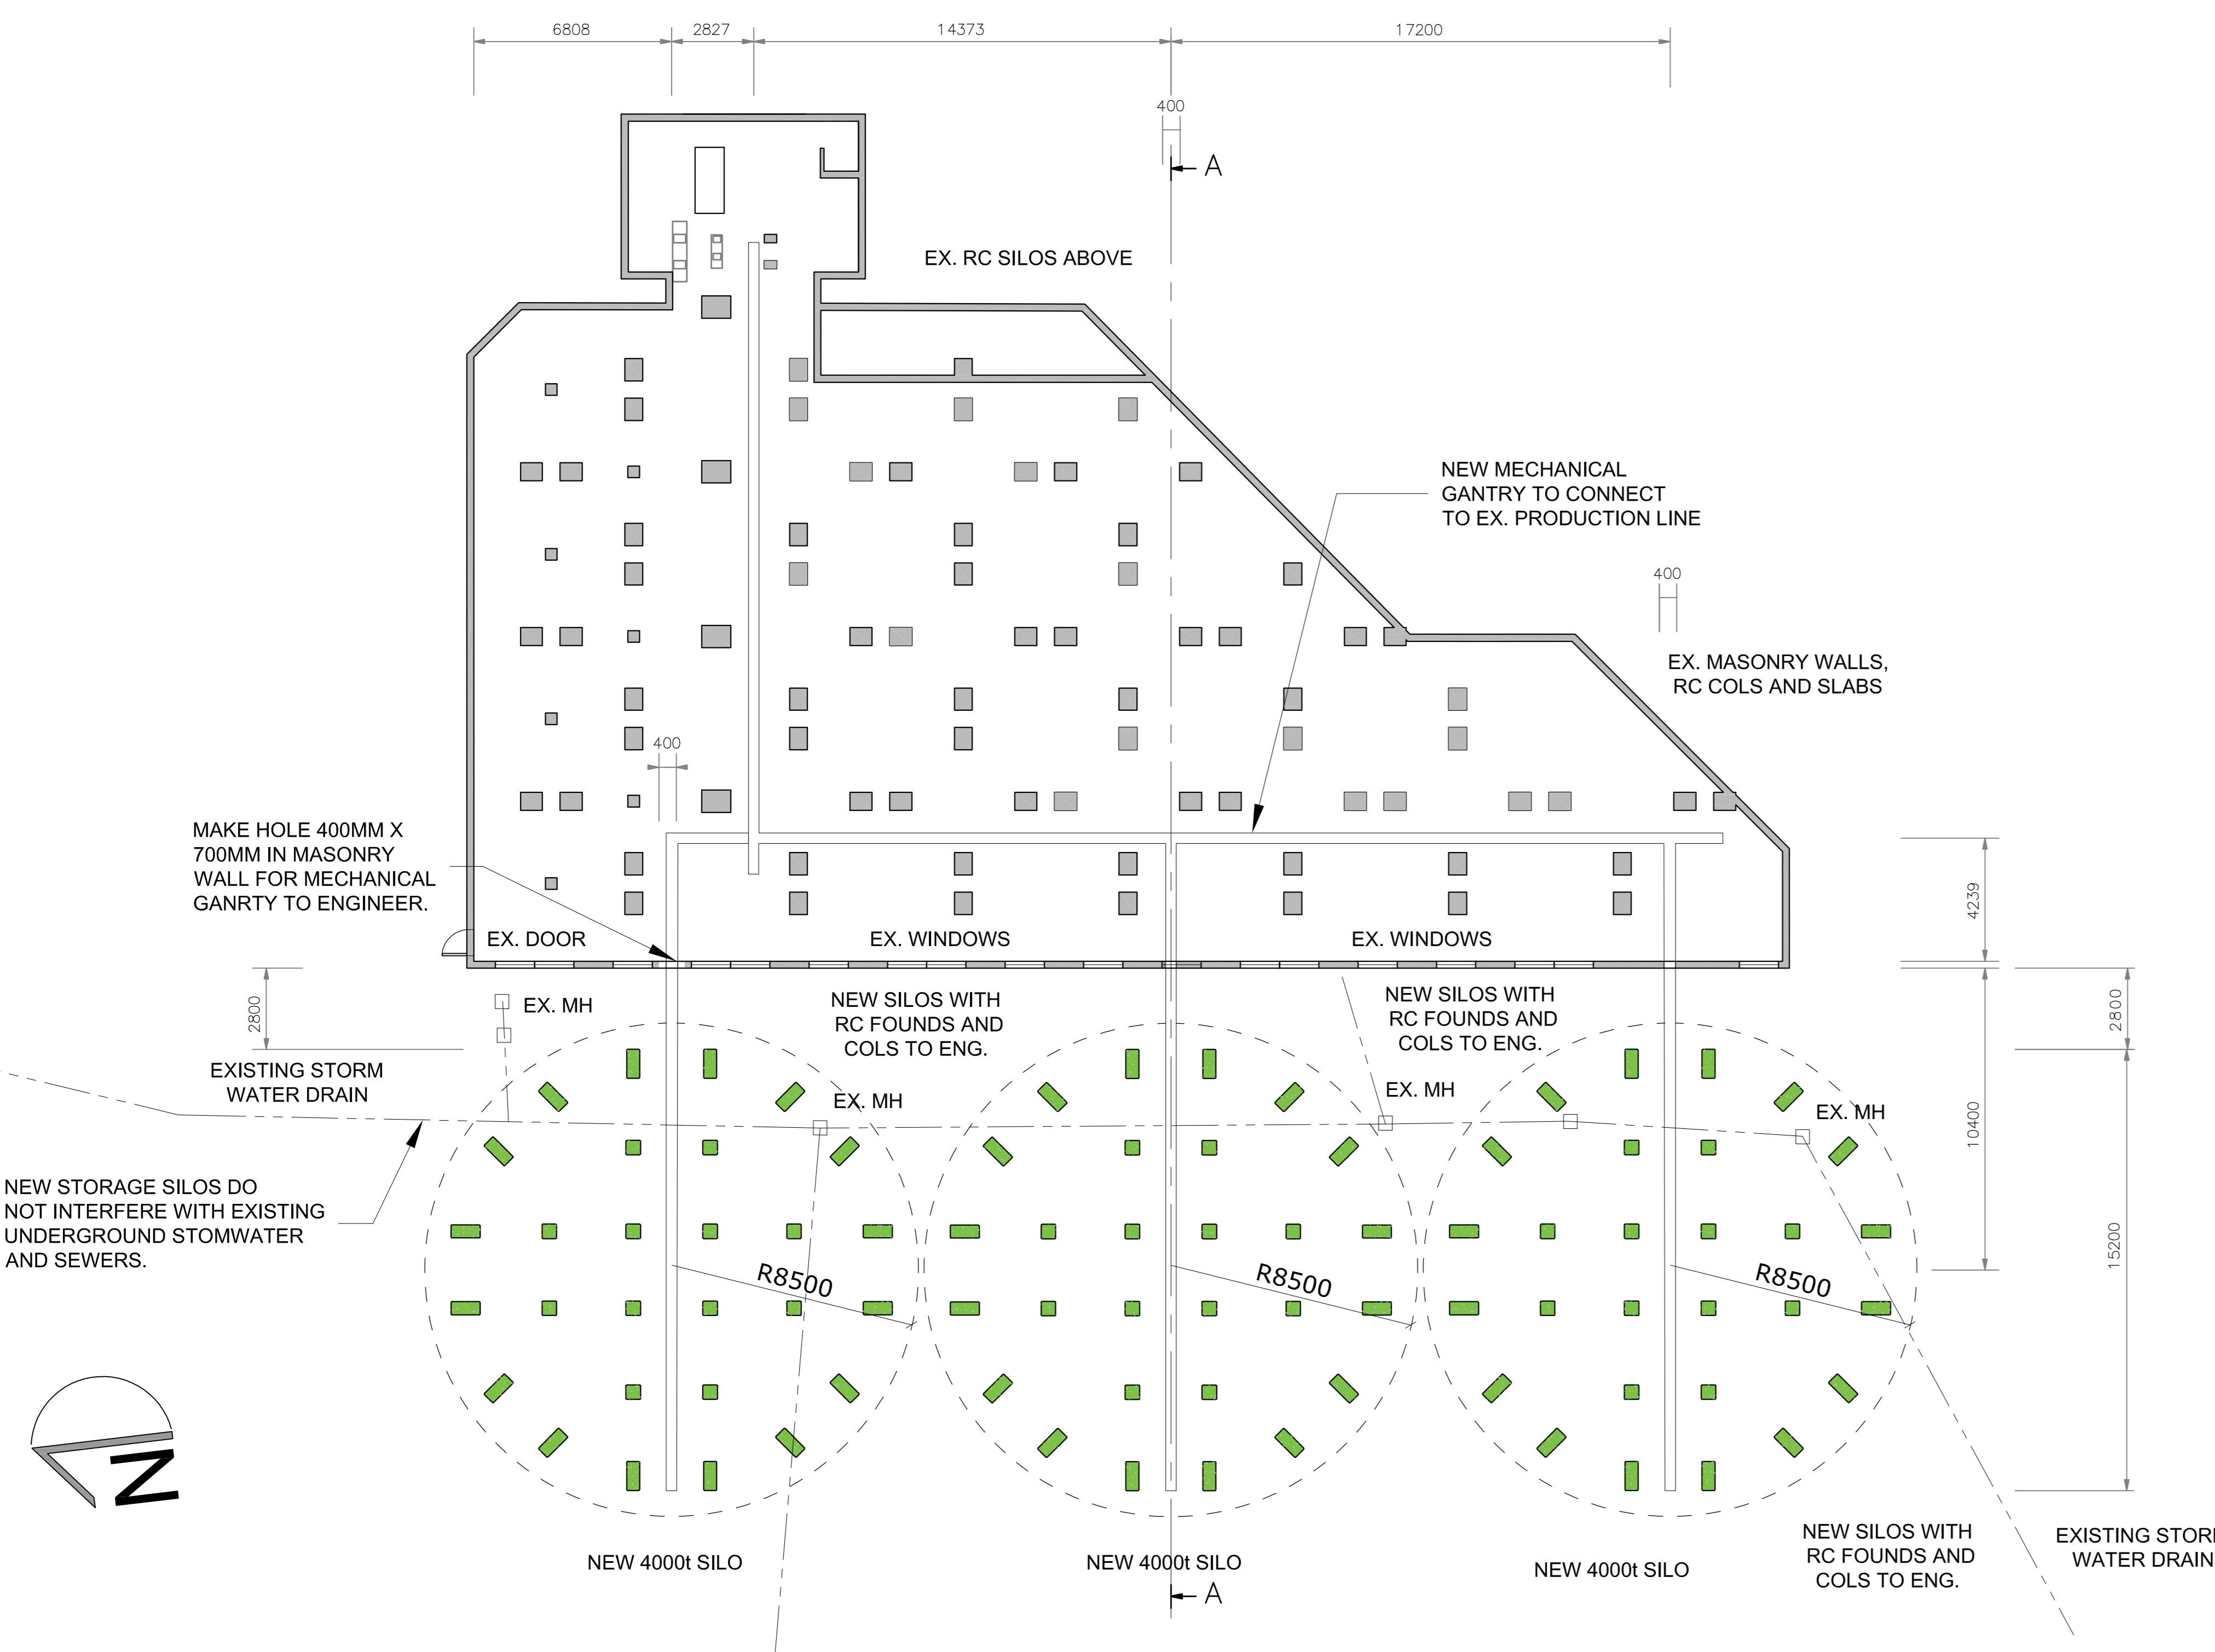 6808
2827
14373
17200
400
A
EX. RC SILOS ABOVE
NEW MECHANICAL
GANTRY TO CONNECT
TO EX. PRODUCTION LINE
400
EX. MASONRY WALLS,
RC COLS AND SLABS
400
MAKE HOLE 400MM X
700MM IN MASONRY
WALL FOR MECHANICAL
GANRTY TO ENGINEER.
4239
EX. DOOR
EX. WINDOWS
EX. WINDOWS
2800
EX. MH
NEW SILOS WITH
RC FOUNDS AND
COLS TO ENG.
NEW SILOS WITH
RC FOUNDS AND
COLS TO ENG.
2800
EXISTING STORM
WATER DRAIN
EX. MH
EX. MH
EX. MH
10400
NEW STORAGE SILOS DO
NOT INTERFERE WITH EXISTING
UNDERGROUND STOMWATER
AND SEWERS.
15200
R8500
R8500
R8500
N
NEW 4000t SILO
NEW 4000t SILO
NEW 4000t SILO
NEW SILOS WITH
RC FOUNDS AND
COLS TO ENG.
EXISTING STOR
WATER DRAIN
A